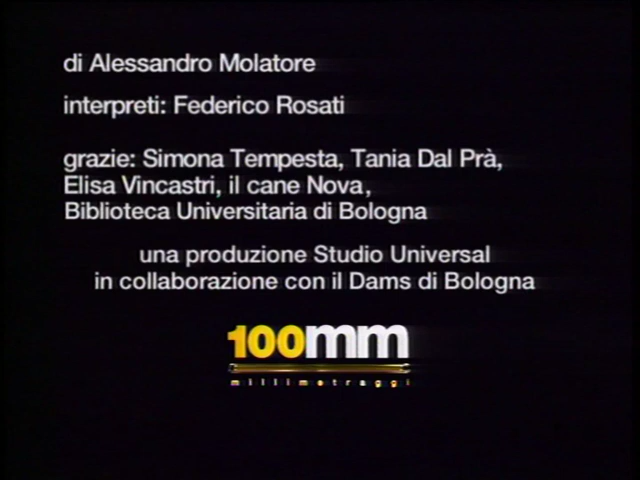 di Alessandro Molatore
interpreti: Federico Rosati
grazie: Simona Tempesta, Tania Dal Prà,
Elisa Vincastri, il cane Nova,
Biblioteca Universitaria di Bologna
una produzione Studio Universal
in collaborazione con il Dams di Bologna
100mm
millimetraggi